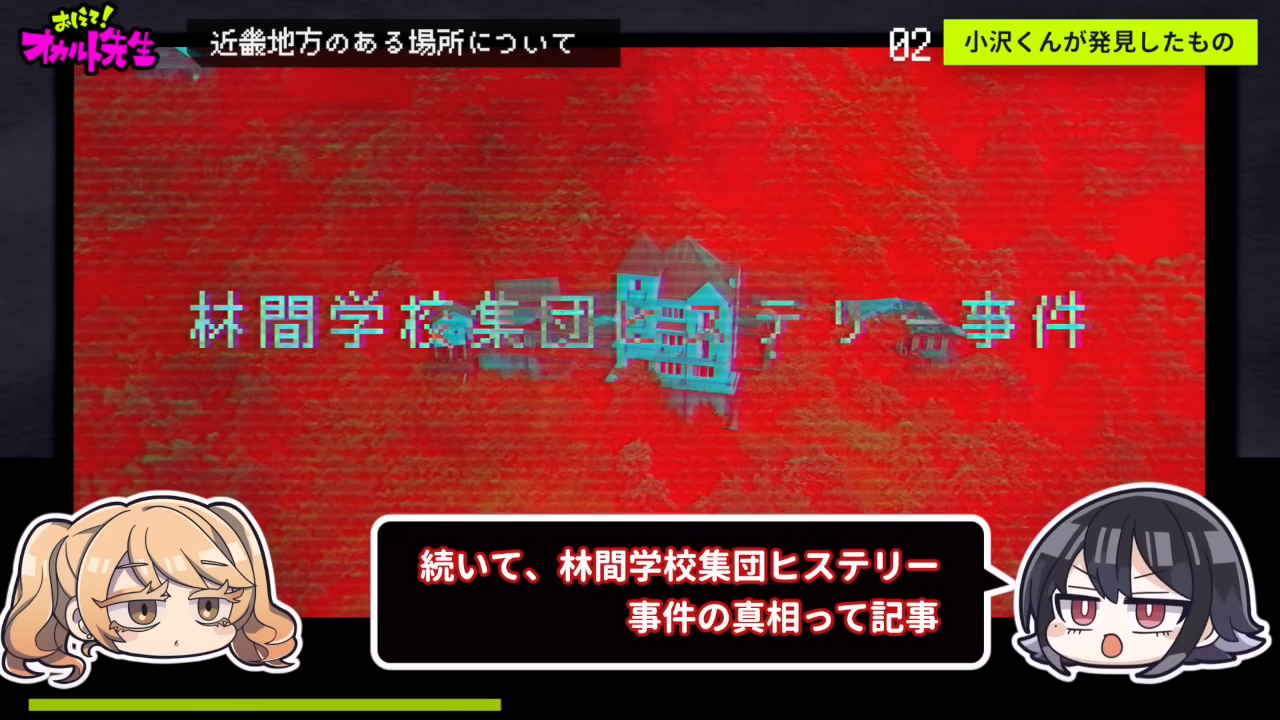 おしえて!
オカルト先生
近畿地方のある場所について
02
小沢くんが発見したもの
林間学校集団ヒステリー事件
続いて、林間学校集団ヒステリー
事件の真相って記事